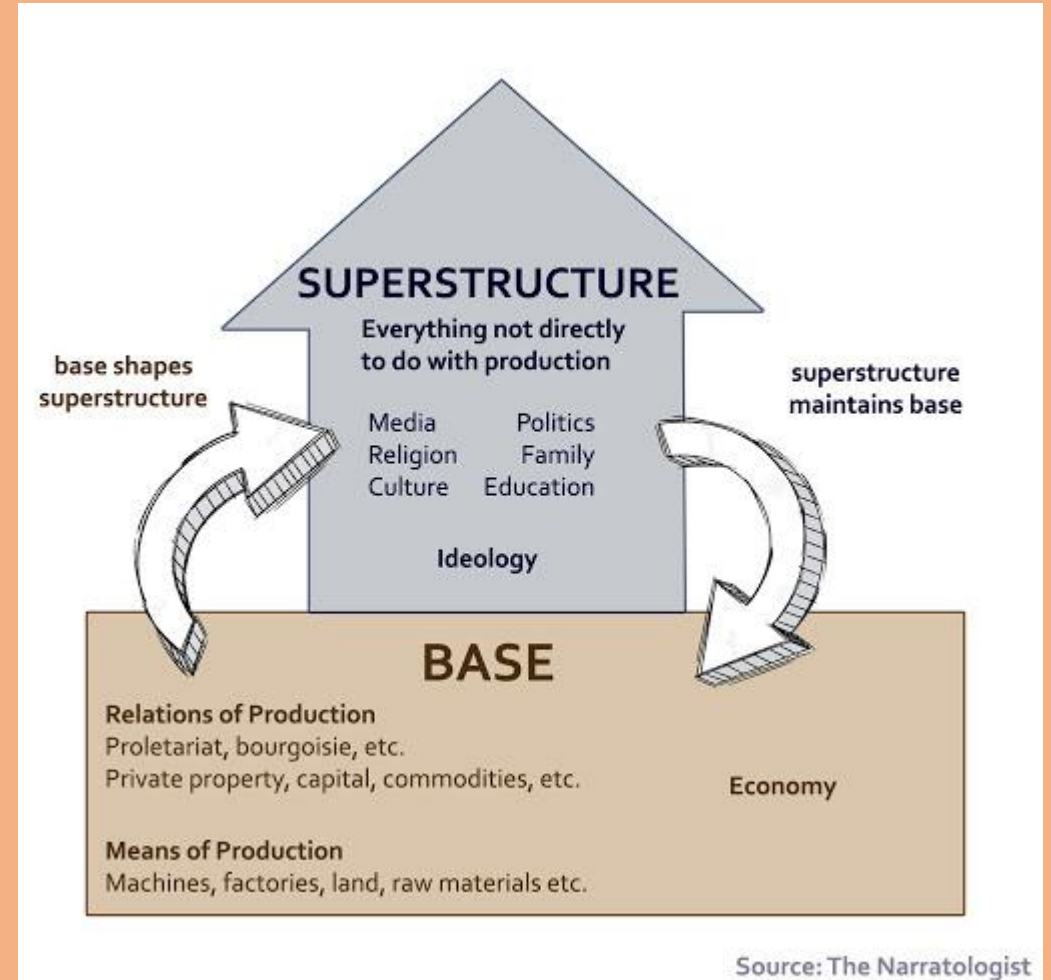 SUPERSTRUCTURE
Everything not directly
to do with production
base shapes
superstructure
superstructure
maintains base
Media Politics
Religion Family
Culture Education
Ideology
BASE
Relations of Production
Proletariat, bourgoisie, etc.
Private property, capital, commodities, etc.
Economy
Means of Production
Machines, factories, land, raw materials etc.
Source: The Narratologist